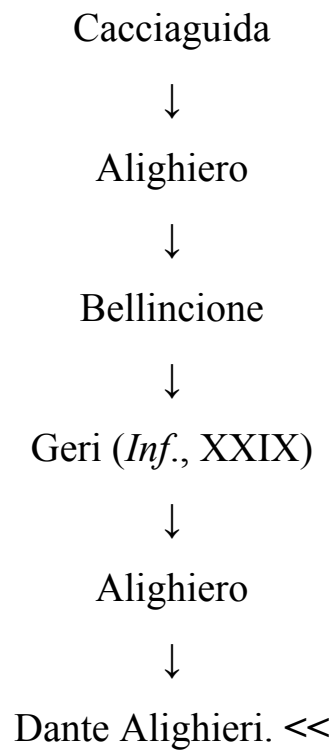 Cacciaguida
↓
Alighiero
↓
Bellincione
↓
Geri (Inf., XXIX)
↓
Alighiero
↓
Dante Alighieri. <<